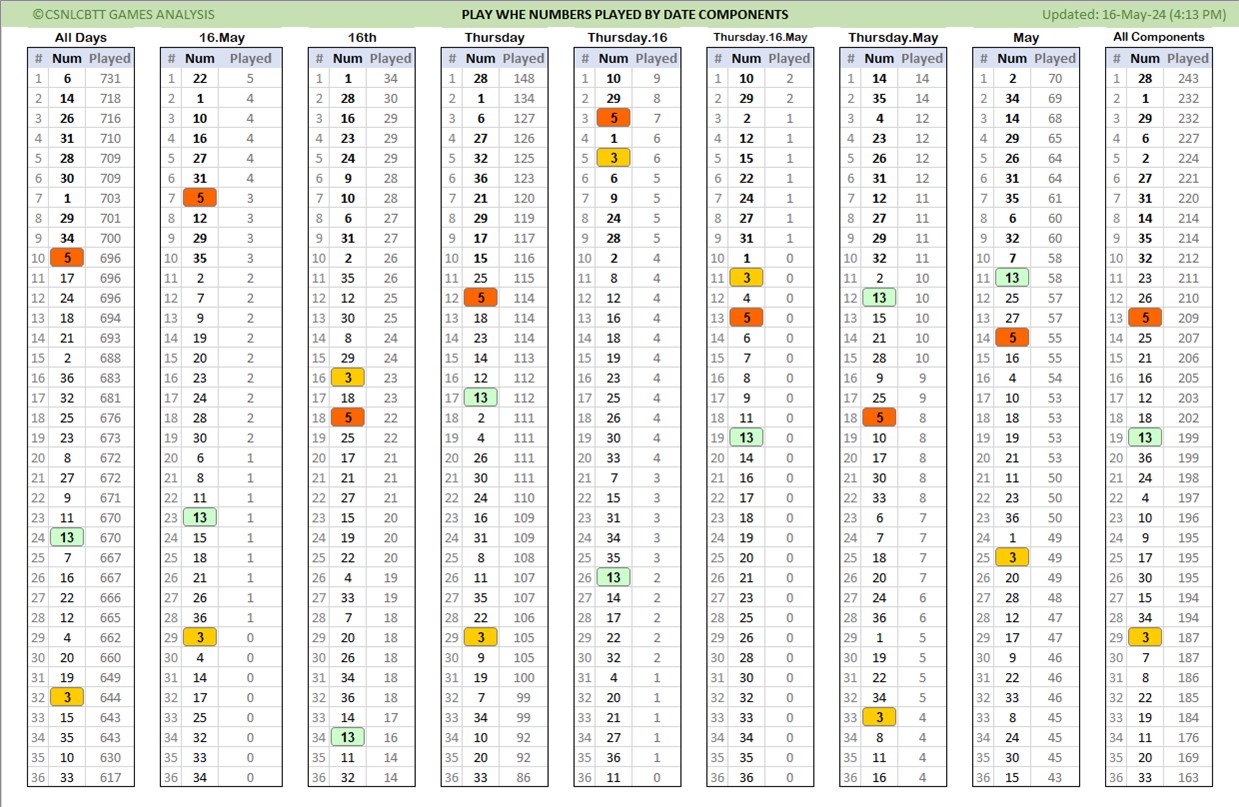 ©CSNLCBTT GAMES ANALYSIS PLAY WHE NUMBERS PLAYED BY DATE COMPONENTS Updated: 16-May-24 (4:13 PM)
All Days 16.May 16th Thursday Thursday.16 Thursday.16.May Thursday.May May All Components
# Num Played # Num Played # Num Played # Num Played # Num Played # Num Played # Num Played # Num Played # Num Played
1 6 731 1 22 5 1 1 34 1 28 148 1 10 9 1 10 2 1 14 14 1 2 70 1 28 243
2 14 718 2 1 4 2 28 30 2 1 134 2 29 8 2 29 2 2 35 14 2 34 69 2 1 232
3 26 716 3 10 4 3 16 29 3 6 127 3 5 7 3 2 1 3 4 12 3 14 68 3 29 232
4 31 710 4 16 4 4 23 29 4 27 126 4 1 6 4 12 1 4 23 12 4 29 65 4 6 227
5 28 709 5 27 4 5 24 29 5 32 125 5 3 6 5 15 1 5 26 12 5 26 64 5 2 224
6 30 709 6 31 4 6 9 28 6 36 123 6 6 5 6 22 1 6 31 12 6 31 64 6 27 221
7 1 703 7 5 3 7 10 28 7 21 120 7 9 5 7 24 1 7 12 11 7 35 61 7 31 220
8 29 701 8 12 3 8 6 27 8 29 119 8 24 5 8 27 1 8 27 11 8 6 60 8 14 214
9 34 700 9 29 3 9 31 27 9 17 117 9 28 5 9 31 1 9 29 11 9 32 60 9 35 214
10 5 696 10 35 3 10 2 26 10 15 116 10 2 4 10 1 0 10 32 11 10 7 58 10 32 212
11 17 696 11 2 2 11 35 26 11 25 115 11 8 4 11 3 0 11 2 10 11 13 58 11 23 211
12 24 696 12 7 2 12 12 25 12 5 114 12 12 4 12 4 0 12 13 10 12 25 57 12 26 210
13 18 694 13 9 2 13 30 25 13 18 114 13 16 4 13 5 0 13 15 10 13 27 57 13 5 209
14 21 693 14 19 2 14 8 24 14 23 114 14 18 4 14 6 0 14 21 10 14 5 55 14 25 207
15 2 688 15 20 2 15 29 24 15 14 113 15 19 4 15 7 0 15 28 10 15 16 55 15 21 206
16 36 683 16 23 2 16 3 23 16 12 112 16 23 4 16 8 0 16 9 9 16 4 54 16 16 205
17 32 681 17 24 2 17 18 23 17 13 112 17 25 4 17 9 0 17 25 9 17 10 53 17 12 203
18 25 676 18 28 2 18 5 22 18 2 111 18 26 4 18 11 0 18 5 8 18 18 53 18 18 202
19 23 673 19 30 2 19 25 22 19 4 111 19 30 4 19 13 0 19 10 8 19 19 53 19 13 199
20 8 672 20 6 1 20 17 21 20 26 111 20 33 4 20 14 0 20 17 8 20 21 53 20 36 199
21 27 672 21 8 1 21 21 21 21 30 111 21 7 3 21 16 0 21 30 8 21 11 50 21 24 198
22 9 671 22 11 1 22 27 21 22 24 110 22 15 3 22 17 0 22 33 8 22 23 50 22 4 197
23 11 670 23 13 1 23 15 20 23 16 109 23 31 3 23 18 0 23 6 7 23 36 50 23 10 196
24 13 670 24 15 1 24 19 20 24 31 109 24 34 3 24 19 0 24 7 7 24 1 49 24 9 195
25 7 667 25 18 1 25 22 20 25 8 108 25 35 3 25 20 0 25 18 7 25 3 49 25 17 195
26 16 667 26 21 1 26 4 19 26 11 107 26 13 2 26 21 0 26 20 7 26 20 49 26 30 195
27 22 666 27 26 1 27 33 19 27 35 107 27 14 2 27 23 0 27 24 6 27 28 48 27 15 194
28 12 665 28 36 1 28 7 18 28 22 106 28 17 2 28 25 0 28 36 6 28 12 47 28 34 194
29 4 662 29 3 0 29 20 18 29 3 105 29 22 2 29 26 0 29 1 5 29 17 47 29 3 187
30 20 660 30 4 0 30 26 18 30 9 105 30 32 2 30 28 0 30 19 5 30 9 46 30 7 187
31 19 649 31 14 0 31 34 18 31 19 100 31 4 1 31 30 0 31 22 5 31 22 46 31 8 186
32 3 644 32 17 0 32 36 18 32 7 99 32 20 1 32 32 0 32 34 5 32 33 46 32 22 185
33 15 643 33 25 0 33 14 17 33 34 99 33 21 1 33 33 0 33 3 4 33 8 45 33 19 184
34 35 643 34 32 0 34 13 16 34 10 92 34 27 1 34 34 0 34 8 4 34 24 45 34 11 176
35 10 630 35 33 0 35 11 14 35 20 92 35 36 1 35 35 0 35 11 4 35 30 45 35 20 169
36 33 617 36 34 0 36 32 14 36 33 86 36 11 0 36 36 0 36 16 4 36 15 43 36 33 163